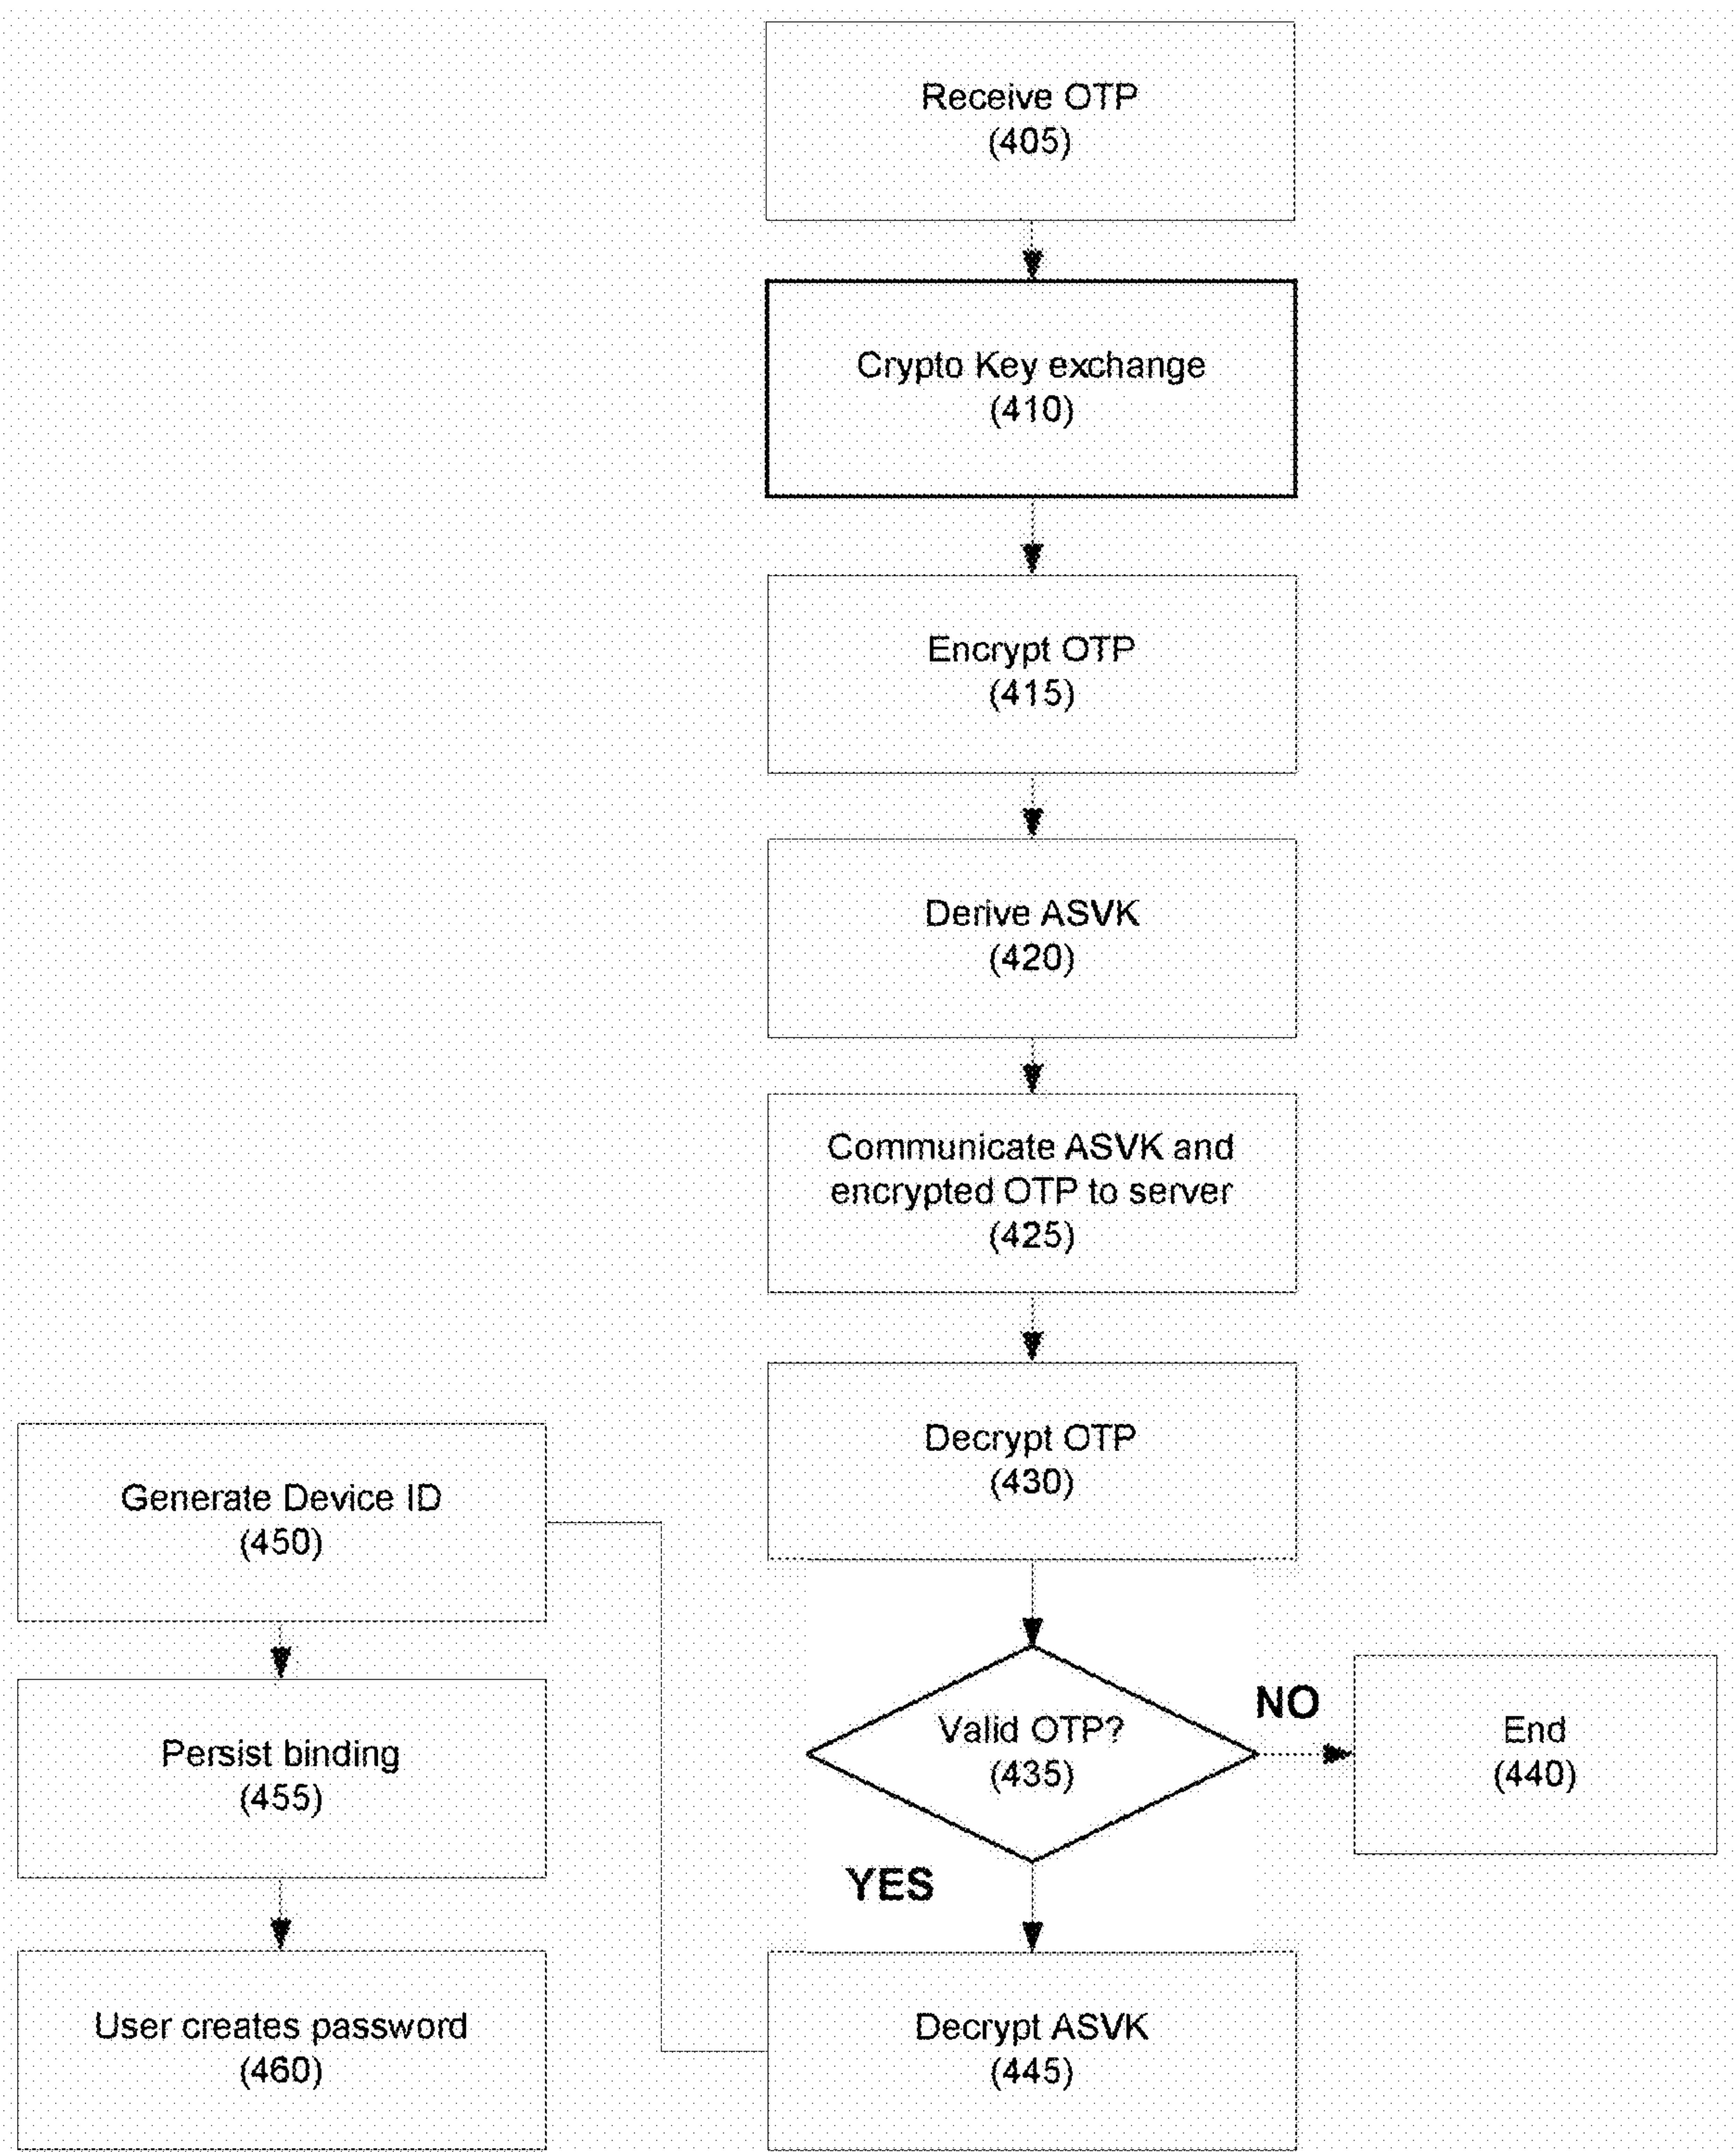 Receive OTP
(405)
Crypto Key exchange
(410)
Encrypt OTP
(415)
Derive ASVK
(420)
Communicate ASVK and
encrypted OTP to server
(425)
Decrypt OTP
(430)
Valid OTP?
(435)
NO
End
(440)
YES
Decrypt ASVK
(445)
Generate Device ID
(450)
Persist binding
(455)
User creates password
(460)